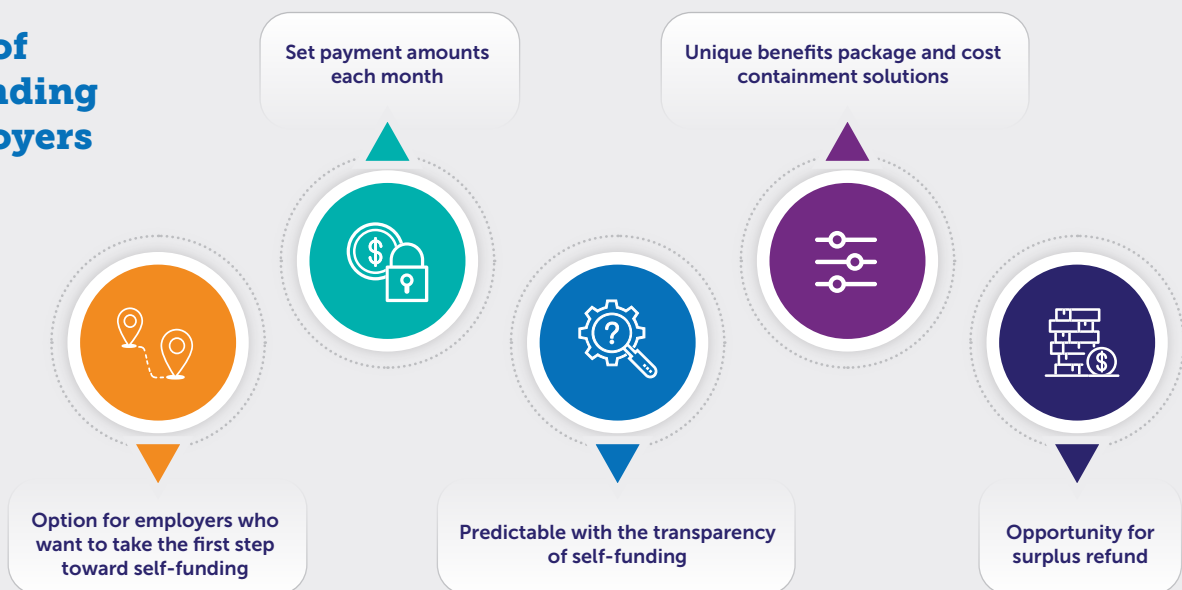 of
nding
oyers
Set payment amounts
each month
Unique benefits package and cost
containment solutions
$
?
$
Option for employers who
want to take the first step
toward self-funding
Predictable with the transparency
of self-funding
Opportunity for
surplus refund